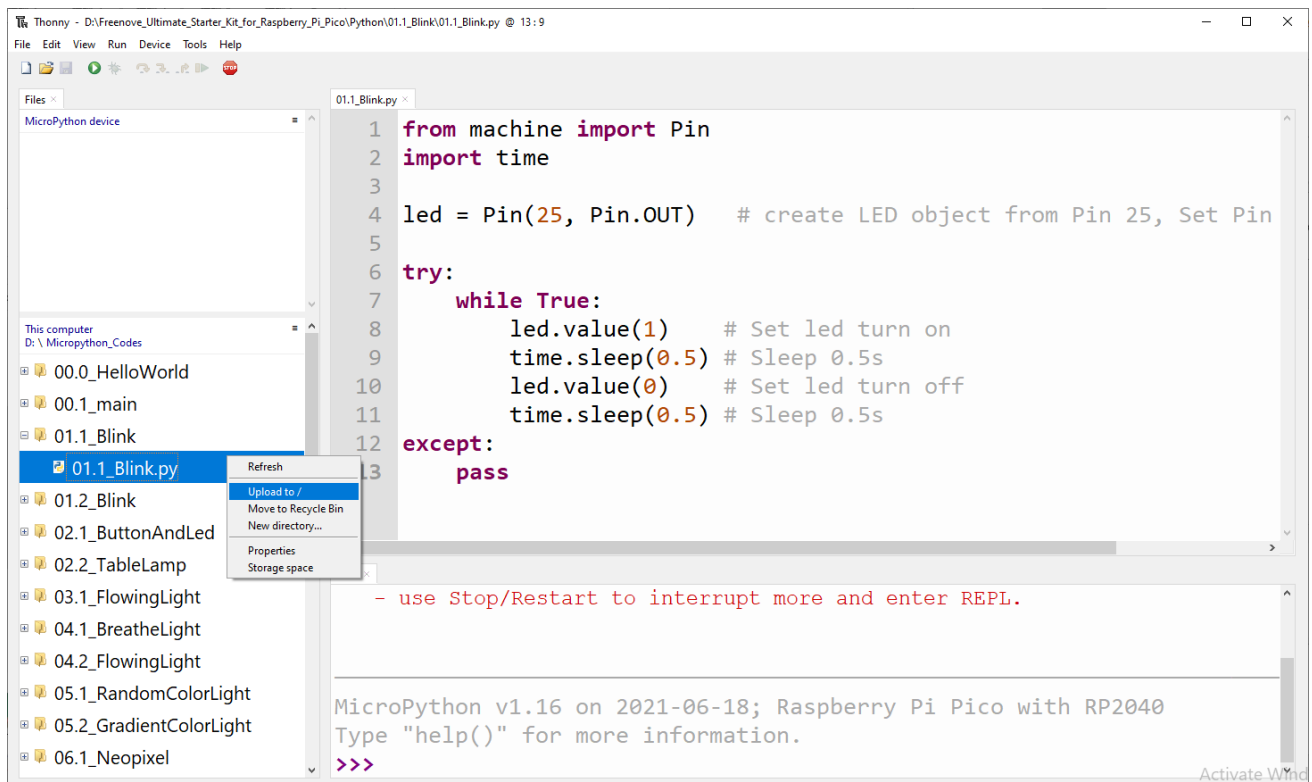 Thonny - D:\Freenove_Ultimate_Starter_Kit_for_Raspberry_Pi_Pico\Python\01.1_Blink\01.1_Blink.py @ 13:9
File Edit View Run Device Tools Help
STOP
Files
MicroPython device
This computer
D: \ Micropython_Codes
00.0_HelloWorld
00.1_main
01.1_Blink
01.1_Blink.py
01.2_Blink
02.1_ButtonAndLed
02.2_TableLamp
03.1_FlowingLight
04.1_BreatheLight
04.2_FlowingLight
05.1_RandomColorLight
05.2_GradientColorLight
06.1_Neopixel
Refresh
Upload to /
Move to Recycle Bin
New directory...
Properties
Storage space
01.1_Blink.py
1 from machine import Pin
2 import time
3
4 led = Pin(25, Pin.OUT)   # create LED object from Pin 25, Set Pin
5
6 try:
7     while True:
8         led.value(1)    # Set led turn on
9         time.sleep(0.5) # Sleep 0.5s
10         led.value(0)    # Set led turn off
11         time.sleep(0.5) # Sleep 0.5s
12 except:
13     pass
- use Stop/Restart to interrupt more and enter REPL.
MicroPython v1.16 on 2021-06-18; Raspberry Pi Pico with RP2040
Type "help()" for more information.
>>>
Activate Wind